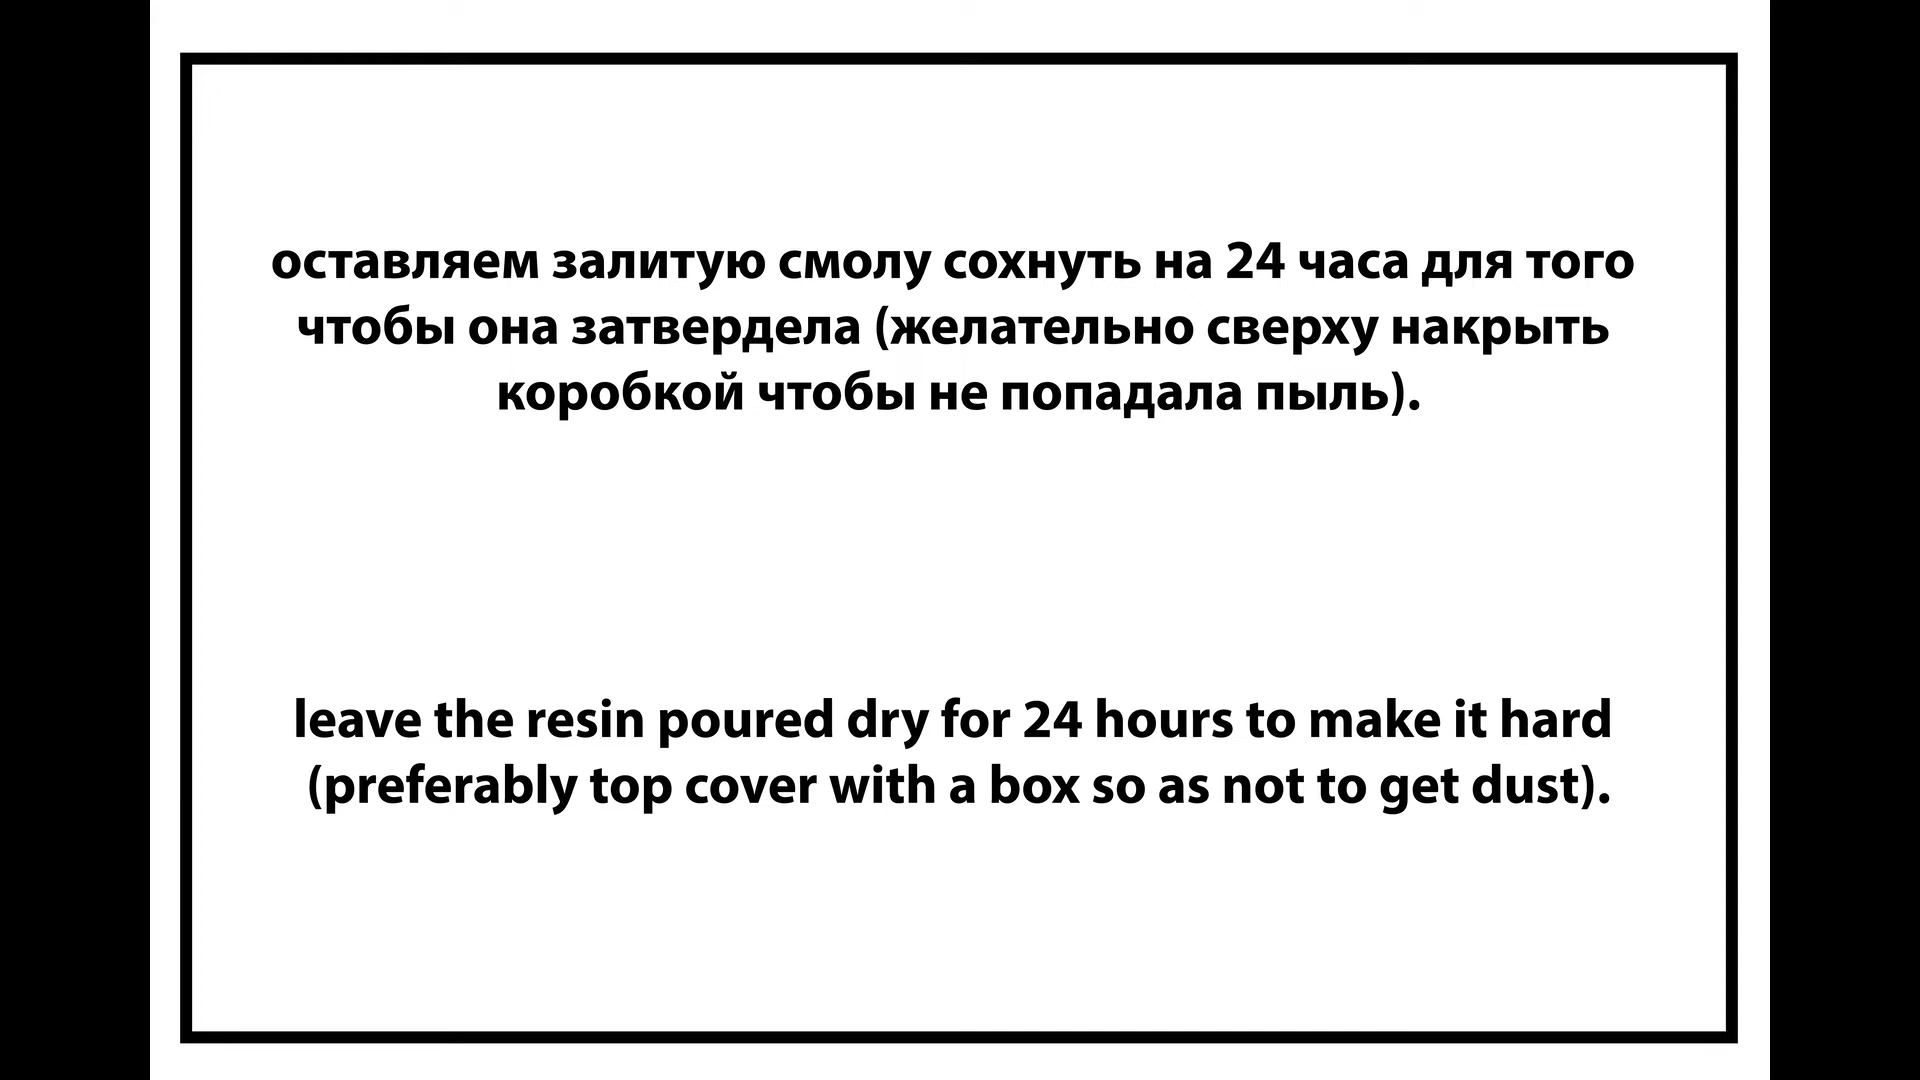 оставляем залитую смолу сохнуть на 24 часа для того
чтобы она затвердела (желательно сверху накрыть
коробкой чтобы не попадала пыль).
leave the resin poured dry for 24 hours to make it hard
(preferably top cover with a box so as not to get dust).